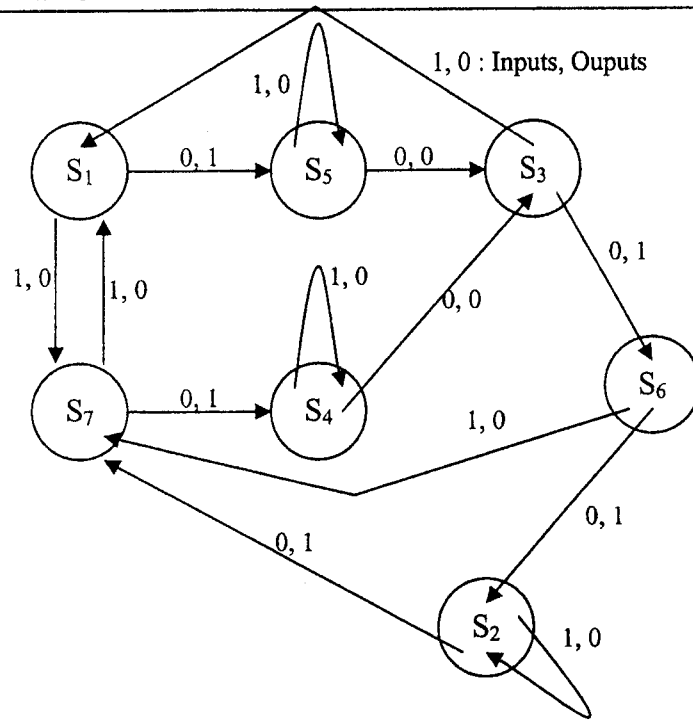 1, 0 : Inputs, Ouputs
1, 0
S1
0, 1
S5
0, 0
S3
1, 0
1, 0
1, 0
0, 0
0, 1
S7
0, 1
S4
1, 0
S6
0, 1
0, 1
S2
1, 0